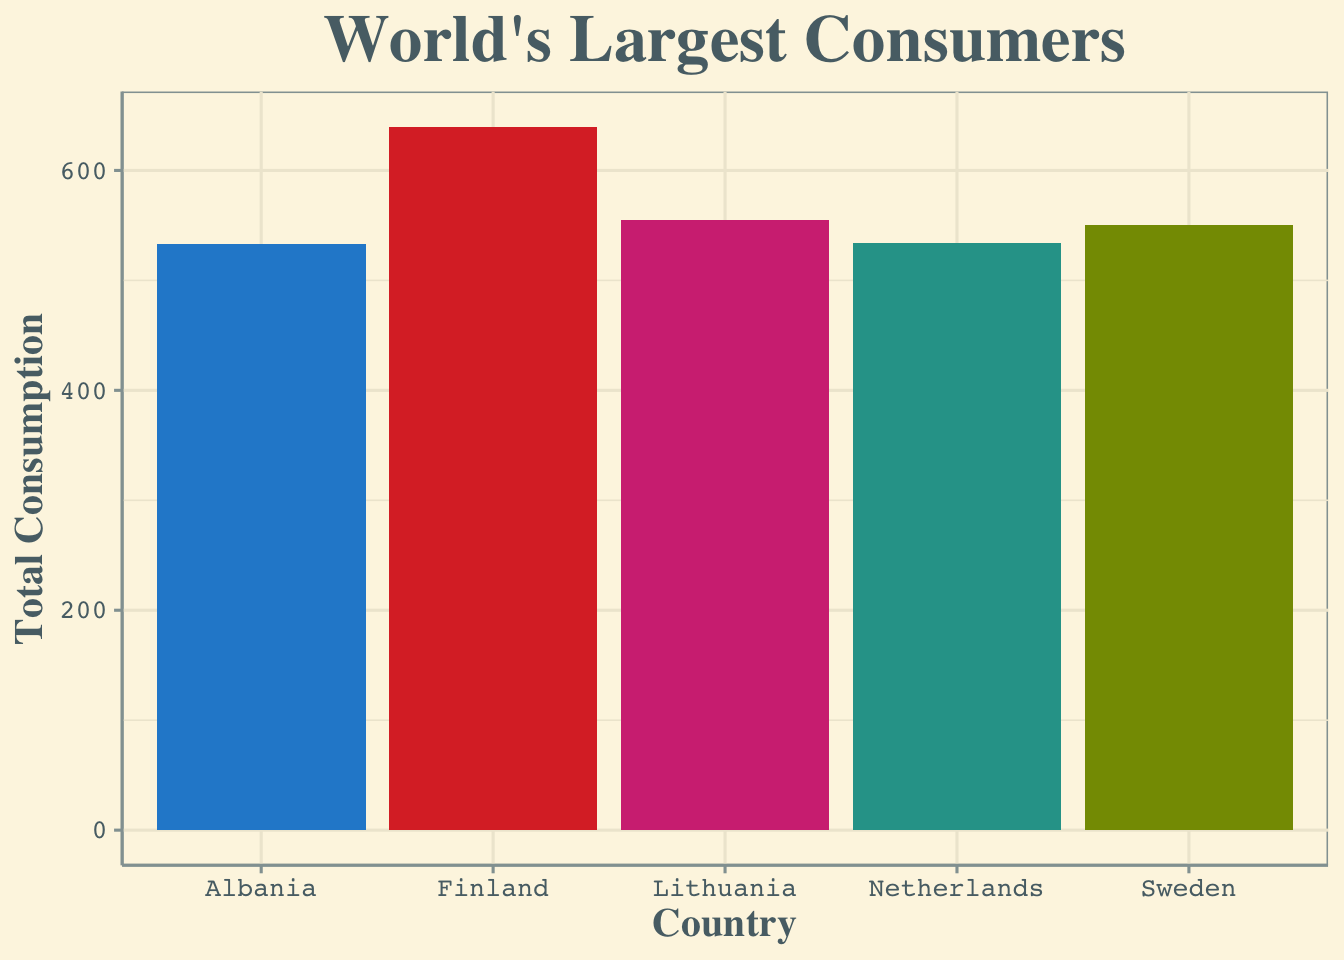 World's Largest Consumers
Total Consumption
600
400
200
0
Albania Finland Lithuania Netherlands Sweden
Country